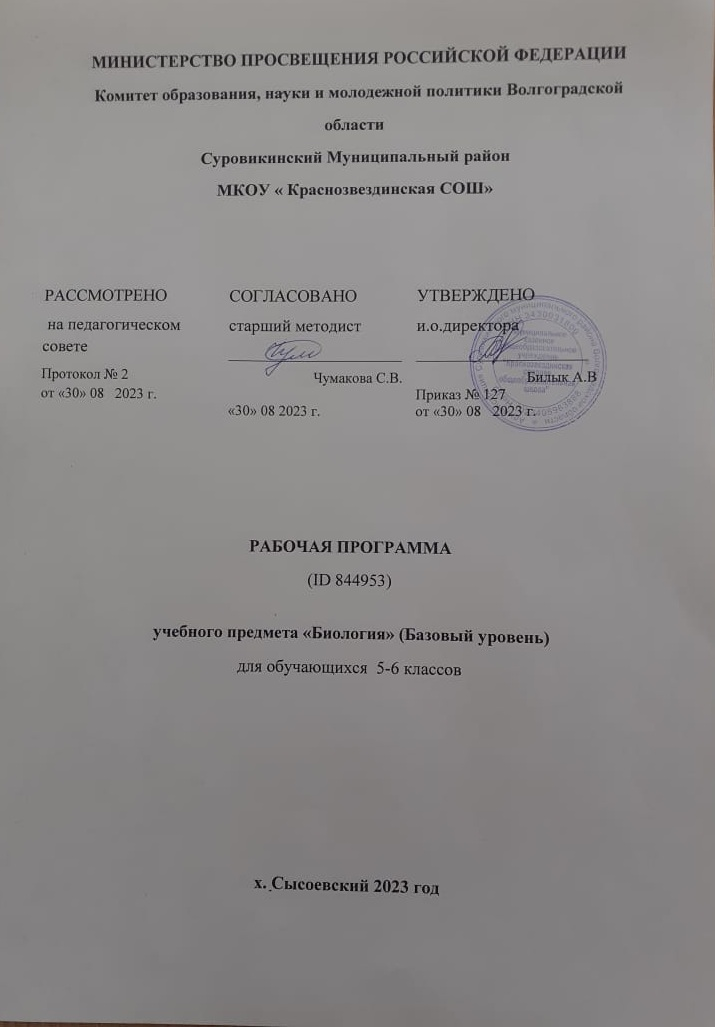 МИНИСТЕРСТВО ПРОСВЕЩЕНИЯ РОССИЙСКОЙ ФЕДЕРАЦИИ
Комитет образования, науки и молодежной политики Волгоградской
области
Суровикинский Муниципальный район
МКОУ « Краснозвездинская СОШ»
РАССМОТРЕНО
на педагогическом
совете
Протокол № 2
от «30» 08 2023 г.
СОГЛАСОВАНО
старший методист
Чумакова С.В.
«30» 08 2023 г.
УТВЕРЖДЕНО
и.о.директора
Билык А.В
Приказ № 127
от «30» 08 2023 г.
РАБОЧАЯ ПРОГРАММА
(ID 844953)
учебного предмета «Биология» (Базовый уровень)
для обучающихся 5-6 классов
х. Сысоевский 2023 год